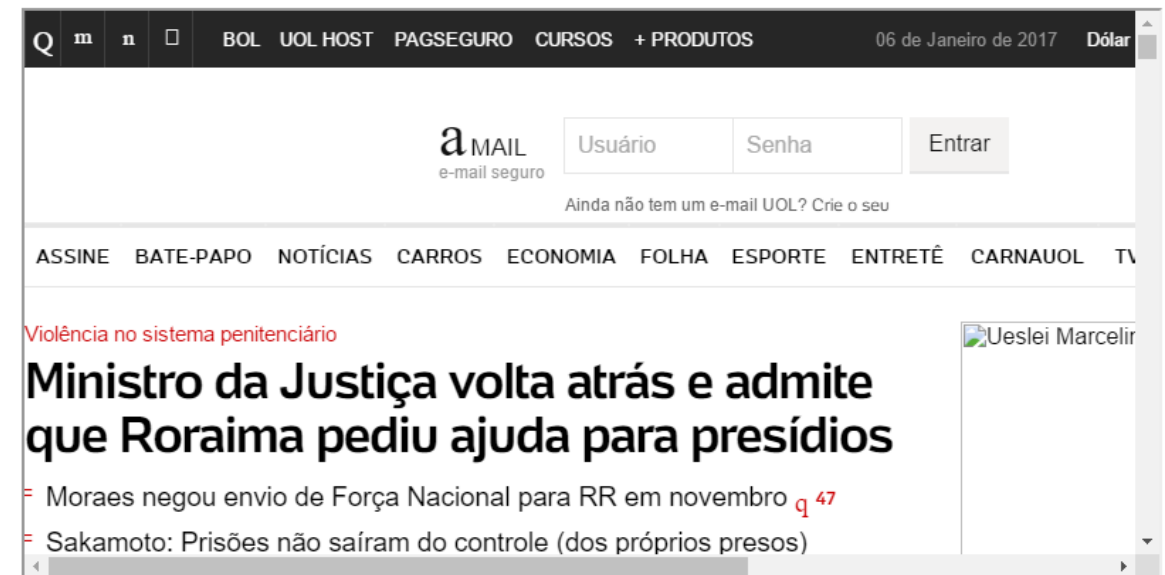 Q m n BOL UOL HOST PAGSEGURO CURSOS + PRODUTOS 06 de Janeiro de 2017 Dólar
a MAIL Usuário Senha Entrar
e-mail seguro
Ainda não tem um e-mail UOL? Crie o seu
ASSINE BATE-PAPO NOTÍCIAS CARROS ECONOMIA FOLHA ESPORTE ENTRETÊ CARNAUOL TV
Violência no sistema penitenciário
Ueslei Marcelin
Ministro da Justiça volta atrás e admite
que Roraima pediu ajuda para presídios
F Moraes negou envio de Força Nacional para RR em novembro q 47
F Sakamoto: Prisões não saíram do controle (dos próprios presos)